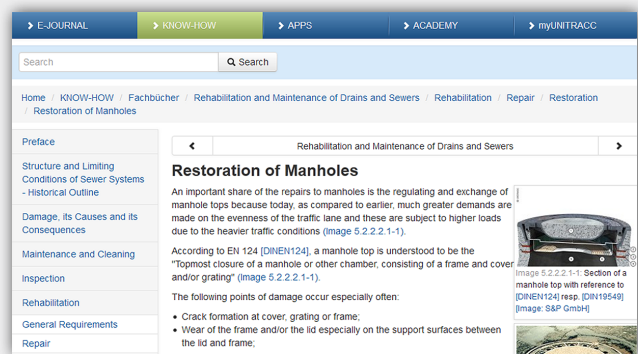 E-JOURNAL
KNOW-HOW
APPS
ACADEMY
myUNITRACC
Search
Search
Home / KNOW-HOW / Fachbücher / Rehabilitation and Maintenance of Drains and Sewers / Rehabilitation / Repair / Restoration
/ Restoration of Manholes
Preface
Structure and Limiting
Conditions of Sewer Systems
- Historical Outline
Damage, its Causes and its
Consequences
Maintenance and Cleaning
Inspection
Rehabilitation
General Requirements
Repair
Rehabilitation and Maintenance of Drains and Sewers
Restoration of Manholes
An important share of the repairs to manholes is the regulating and exchange of
manhole tops because today, as compared to earlier, much greater demands are
made on the evenness of the traffic lane and these are subject to higher loads
due to the heavier traffic conditions (Image 5.2.2.2.1-1).
According to EN 124 [DINEN124], a manhole top is understood to be the
"Topmost closure of a manhole or other chamber, consisting of a frame and cover
and/or grating" (Image 5.2.2.2.1-1).
The following points of damage occur especially often:
Crack formation at cover, grating or frame;
Wear of the frame and/or the lid especially on the support surfaces between
the lid and frame;
Image 5.2.2.2.1-1: Section of a
manhole top with reference to
[DINEN124] resp. [DIN19549]
[Image: S&P GmbH]